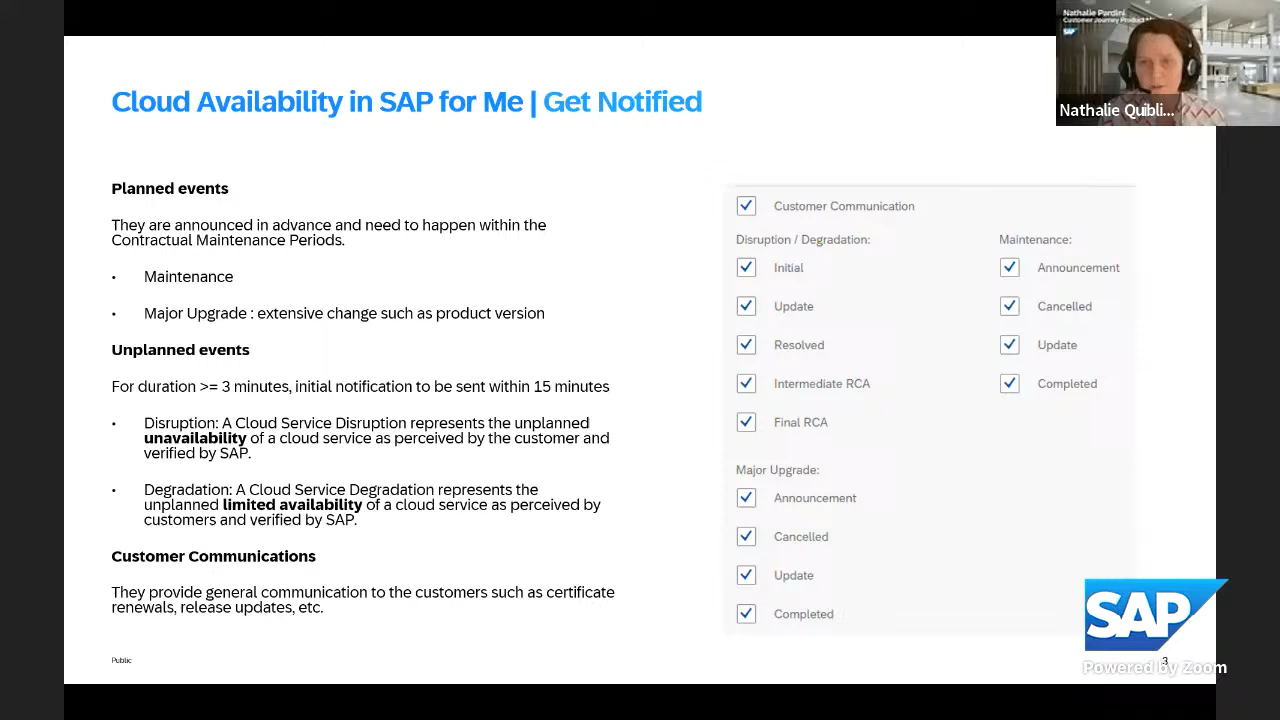 Cloud Availability in SAP for Me | Get Notified
Planned events
They are announced in advance and need to happen within the
Contractual Maintenance Periods.
• Maintenance
• Major Upgrade : extensive change such as product version
Unplanned events
For duration >= 3 minutes, initial notification to be sent within 15 minutes
• Disruption: A Cloud Service Disruption represents the unplanned
unavailability of a cloud service as perceived by the customer and
verified by SAP.
• Degradation: A Cloud Service Degradation represents the
unplanned limited availability of a cloud service as perceived by
customers and verified by SAP.
Customer Communications
They provide general communication to the customers such as certificate
renewals, release updates, etc.
Public
Customer Communication
Disruption / Degradation:
Initial
Update
Resolved
Intermediate RCA
Final RCA
Maintenance:
Announcement
Cancelled
Update
Completed
Major Upgrade:
Announcement
Cancelled
Update
Completed
Nathalie Pardini
Customer Journey Product
SAP
Nathalie Quibli...
SAP
3
Powered by Zoom